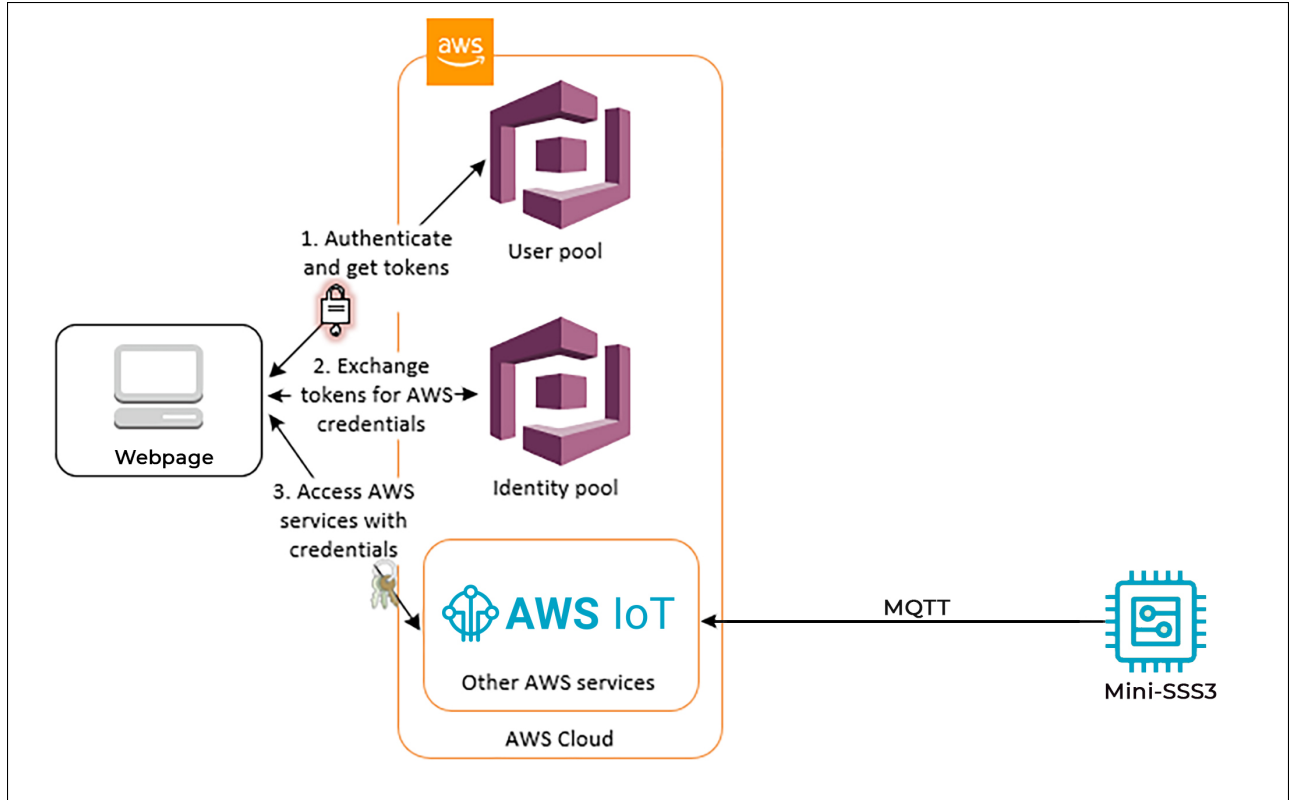 aws
1. Authenticate
and get tokens
User pool
2. Exchange
tokens for AWS
credentials
Webpage
Identity pool
3. Access AWS
services with
credentials
AWS IoT
Other AWS services
AWS Cloud
MQTT
Mini-SSS3